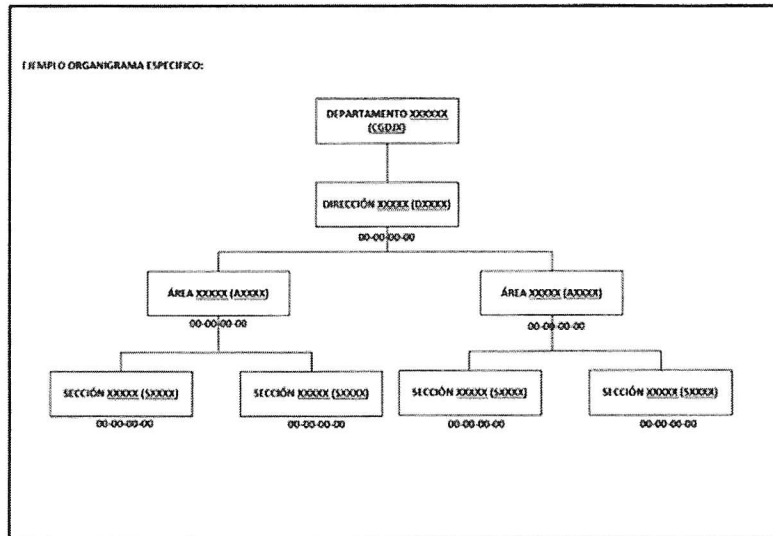 EJEMPLO ORGANIGRAMA ESPECIFICO:
DEPARTAMENTO XXXXXX
(CGDJX)
DIRECCIÓN XXXXX (DXXXX)
00-00-00-00
ÁREA XXXXX (AXXXX)
ÁREA XXXXX (AXXXX)
00-00-00-00
00-00-00-00
SECCIÓN XXXXX (SXXXX)
SECCIÓN XXXXX (SXXXX)
SECCIÓN XXXXX (SXXXX)
SECCIÓN XXXXX (SXXXX)
00-00-00-00
00-00-00-00
00-00-00-00
00-00-00-00